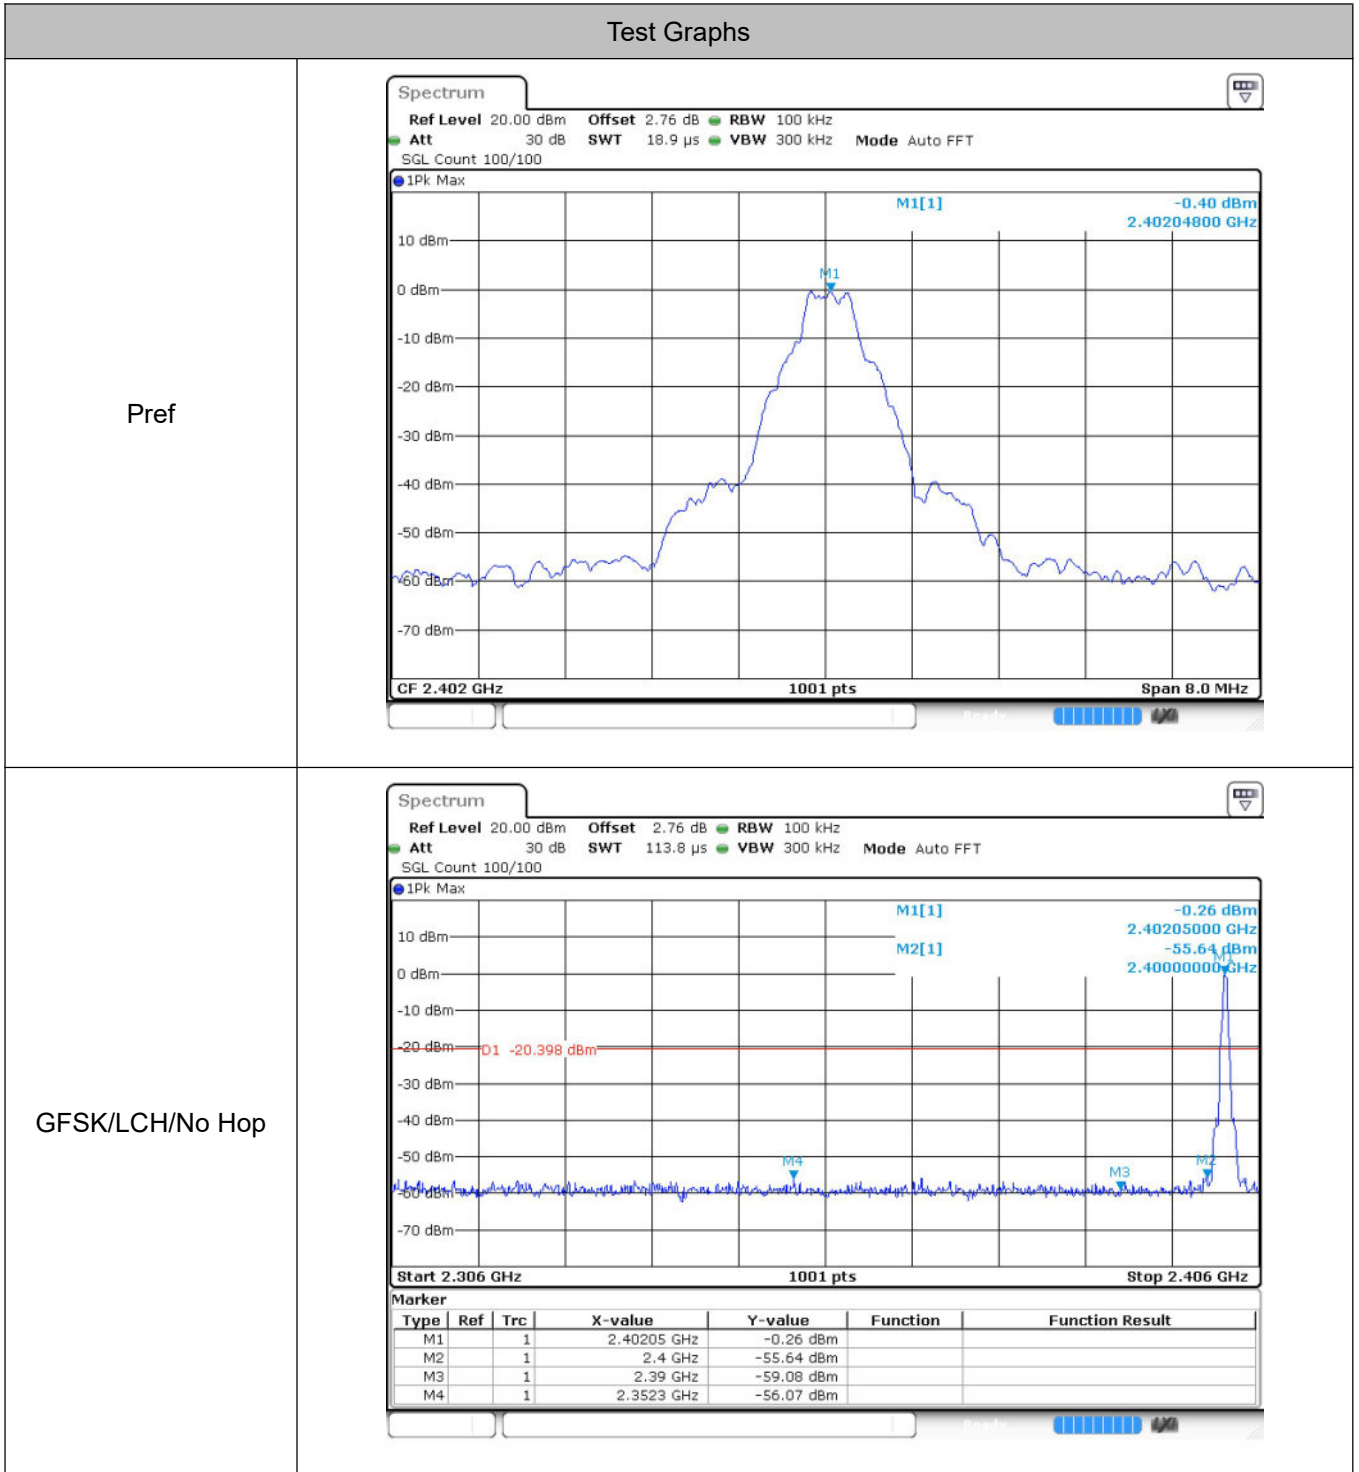 Test Graphs
Pref
Spectrum
Ref Level 20.00 dBm Offset 2.76 dB RBW 100 kHz
Att 30 dB SWT 18.9 µs VBW 300 kHz Mode Auto FFT
SGL Count 100/100
1Pk Max
M1[1] -0.40 dBm
2.40204800 GHz
10 dBm
M1
0 dBm
-10 dBm
-20 dBm
-30 dBm
-40 dBm
-50 dBm
-60 dBm
-70 dBm
CF 2.402 GHz 1001 pts Span 8.0 MHz
Ready
GFSK/LCH/No Hop
Spectrum
Ref Level 20.00 dBm Offset 2.76 dB RBW 100 kHz
Att 30 dB SWT 113.8 µs VBW 300 kHz Mode Auto FFT
SGL Count 100/100
1Pk Max
M1[1] -0.26 dBm
2.40205000 GHz
10 dBm
M2[1] -55.64 dBm
M1
0 dBm 2.40000000 GHz
-10 dBm
-20 dBm D1 -20.398 dBm
-30 dBm
-40 dBm
-50 dBm
M4 M3 M2
-60 dBm
-70 dBm
Start 2.306 GHz 1001 pts Stop 2.406 GHz
Marker
Type Ref Trc X-value Y-value Function Function Result
M1 1 2.40205 GHz -0.26 dBm
M2 1 2.4 GHz -55.64 dBm
M3 1 2.39 GHz -59.08 dBm
M4 1 2.3523 GHz -56.07 dBm
Ready